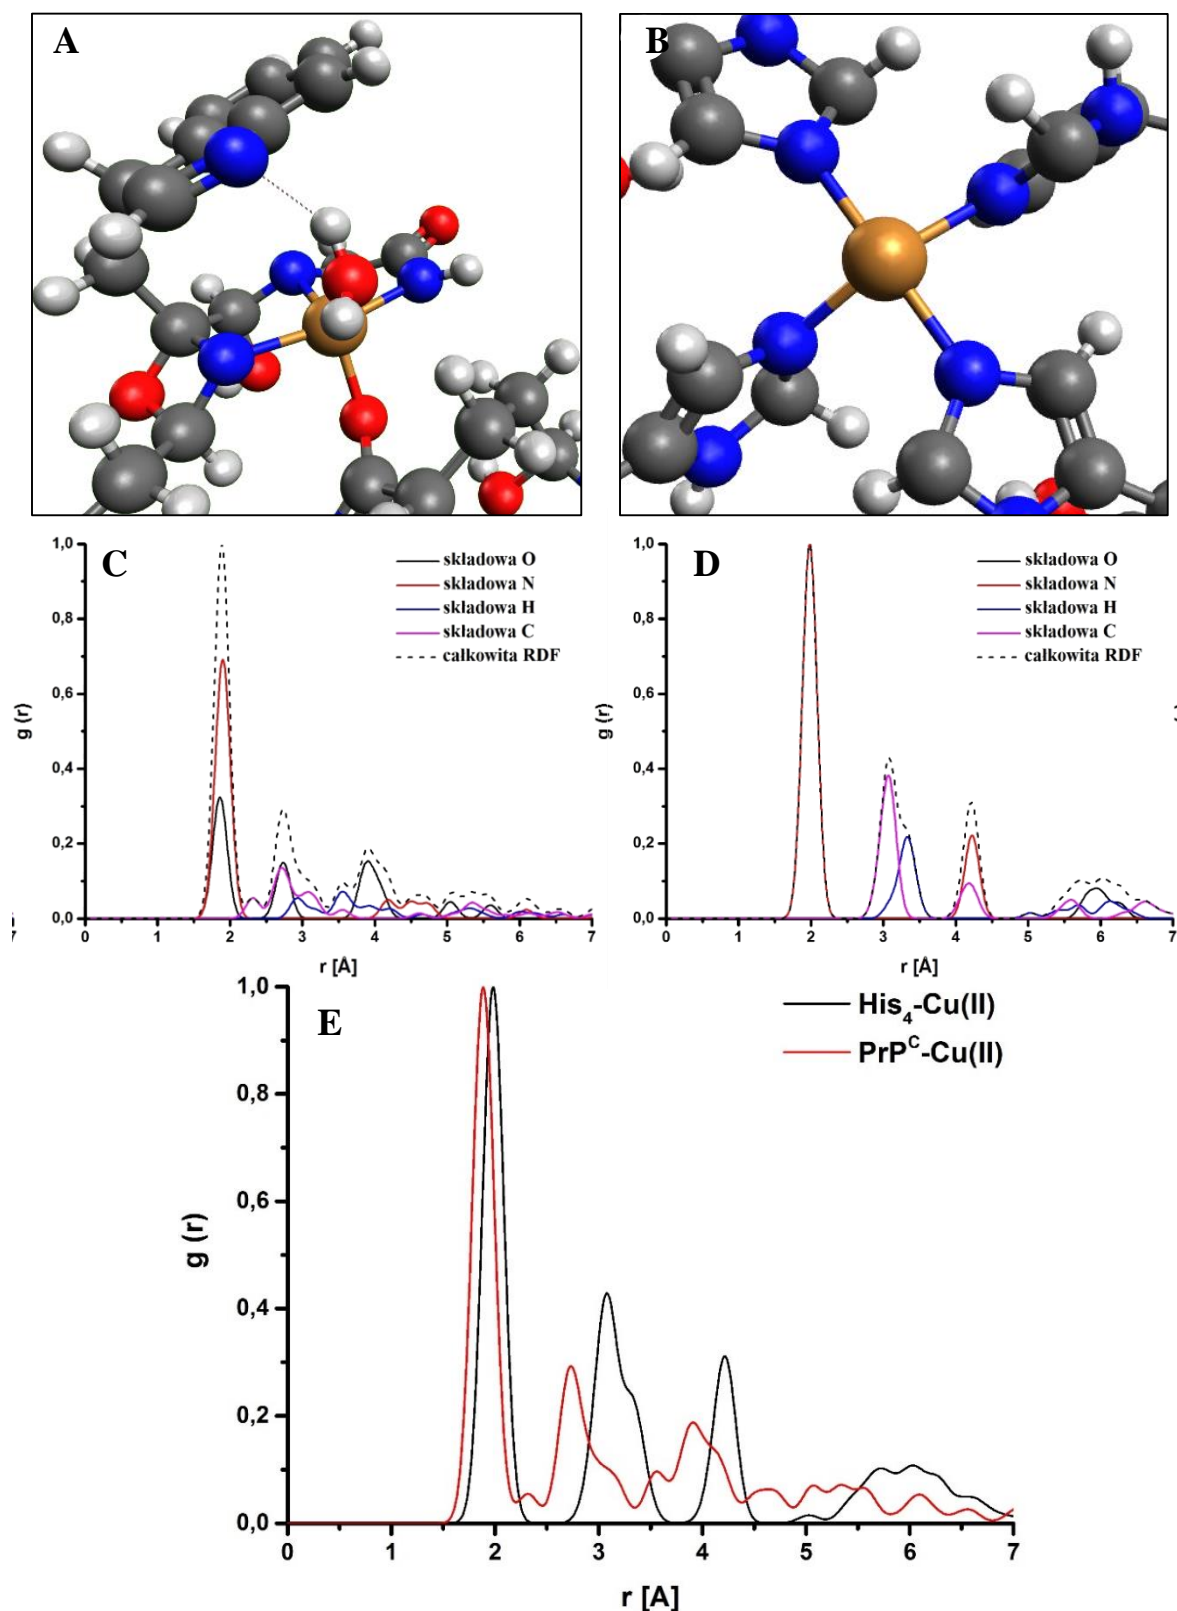 A
B
C
1,0
0,8
0,6
0,4
0,2
0,0
g (r)
składowa O
składowa N
składowa H
składowa C
całkowita RDF
0 1 2 3 4 5 6 7
r [Å]
D
1,0
0,8
0,6
0,4
0,2
0,0
g (r)
składowa O
składowa N
składowa H
składowa C
całkowita RDF
0 1 2 3 4 5 6 7
r [Å]
E
1,0
0,8
0,6
0,4
0,2
0,0
g (r)
His4-Cu(II)
PrPC-Cu(II)
0 1 2 3 4 5 6 7
r [A]